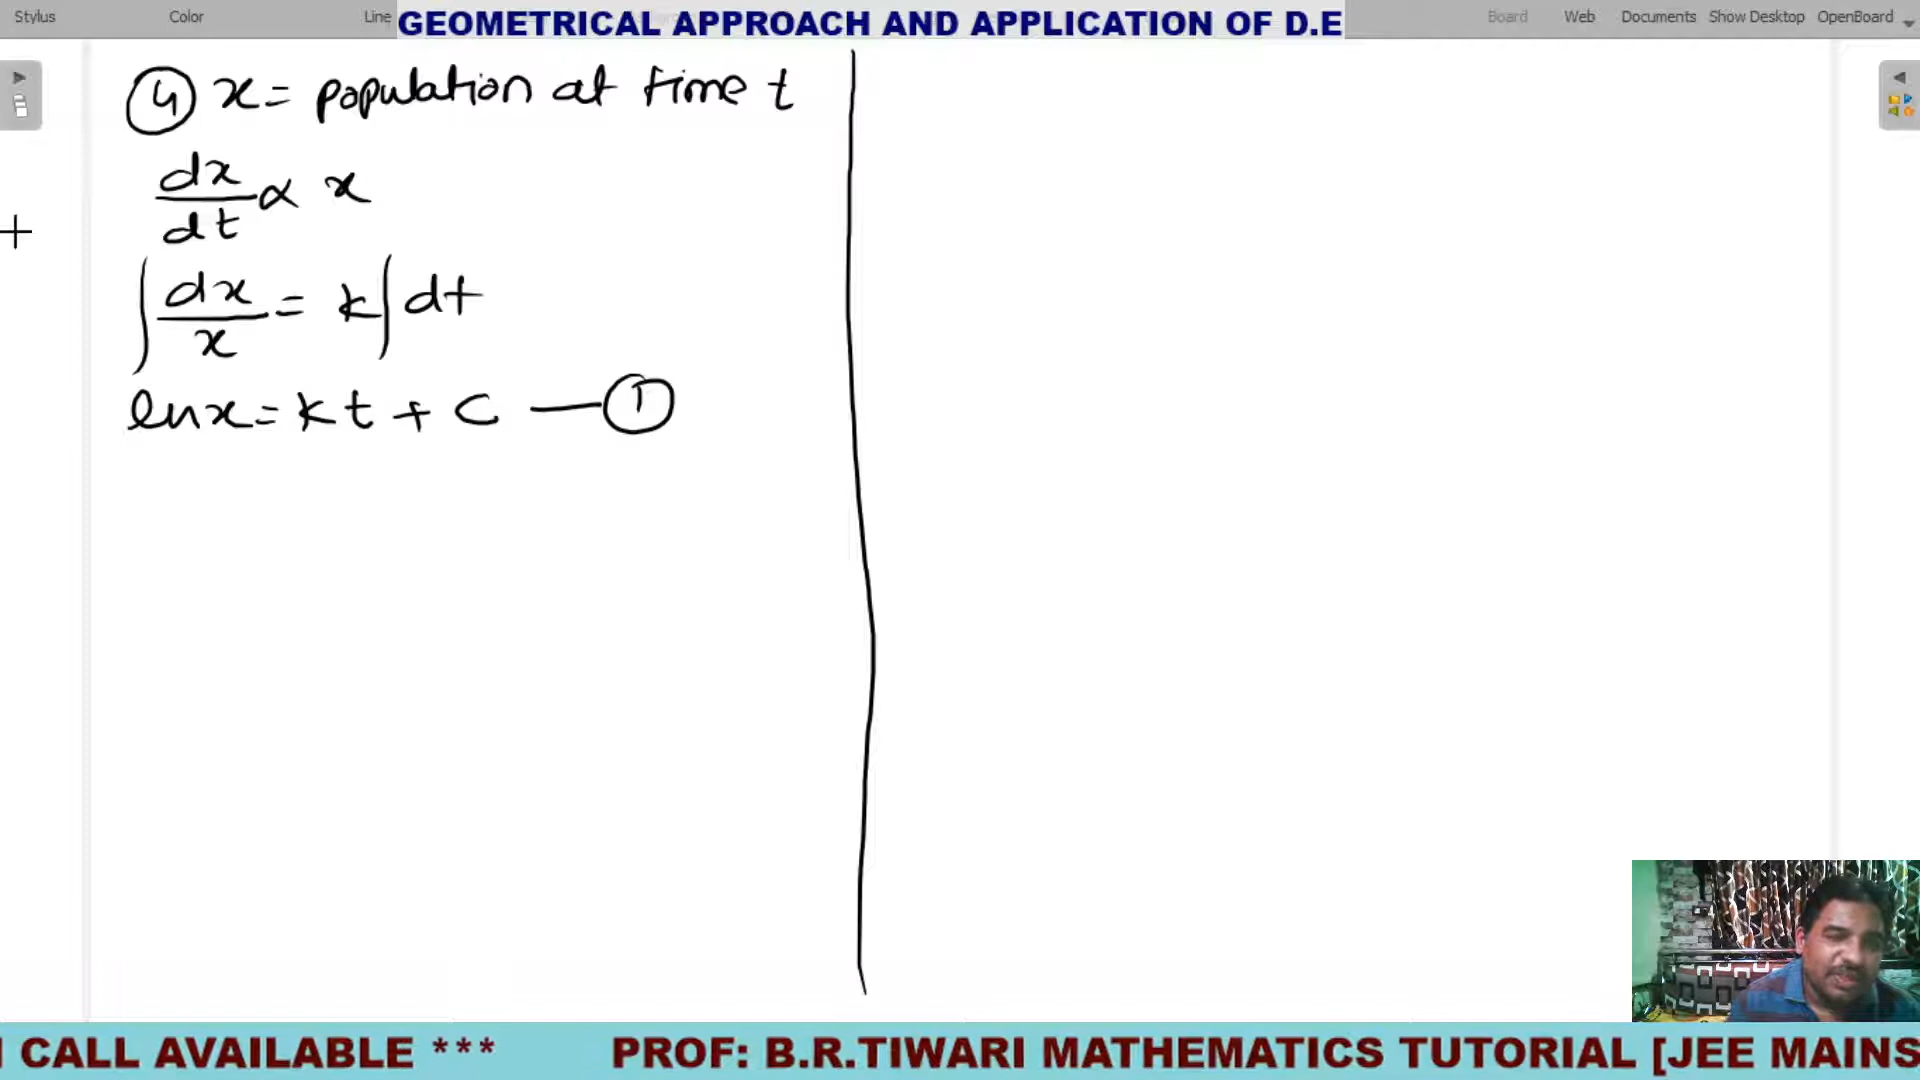 Stylus Color Line Board Web Documents Show Desktop OpenBoard
GEOMETRICAL APPROACH AND APPLICATION OF D.E
④ x = population at time t
dx/dt ∝ x
∫ dx/x = k ∫ dt
ln x = kt + c — ①
CALL AVAILABLE *** PROF: B.R.TIWARI MATHEMATICS TUTORIAL [JEE MAINS